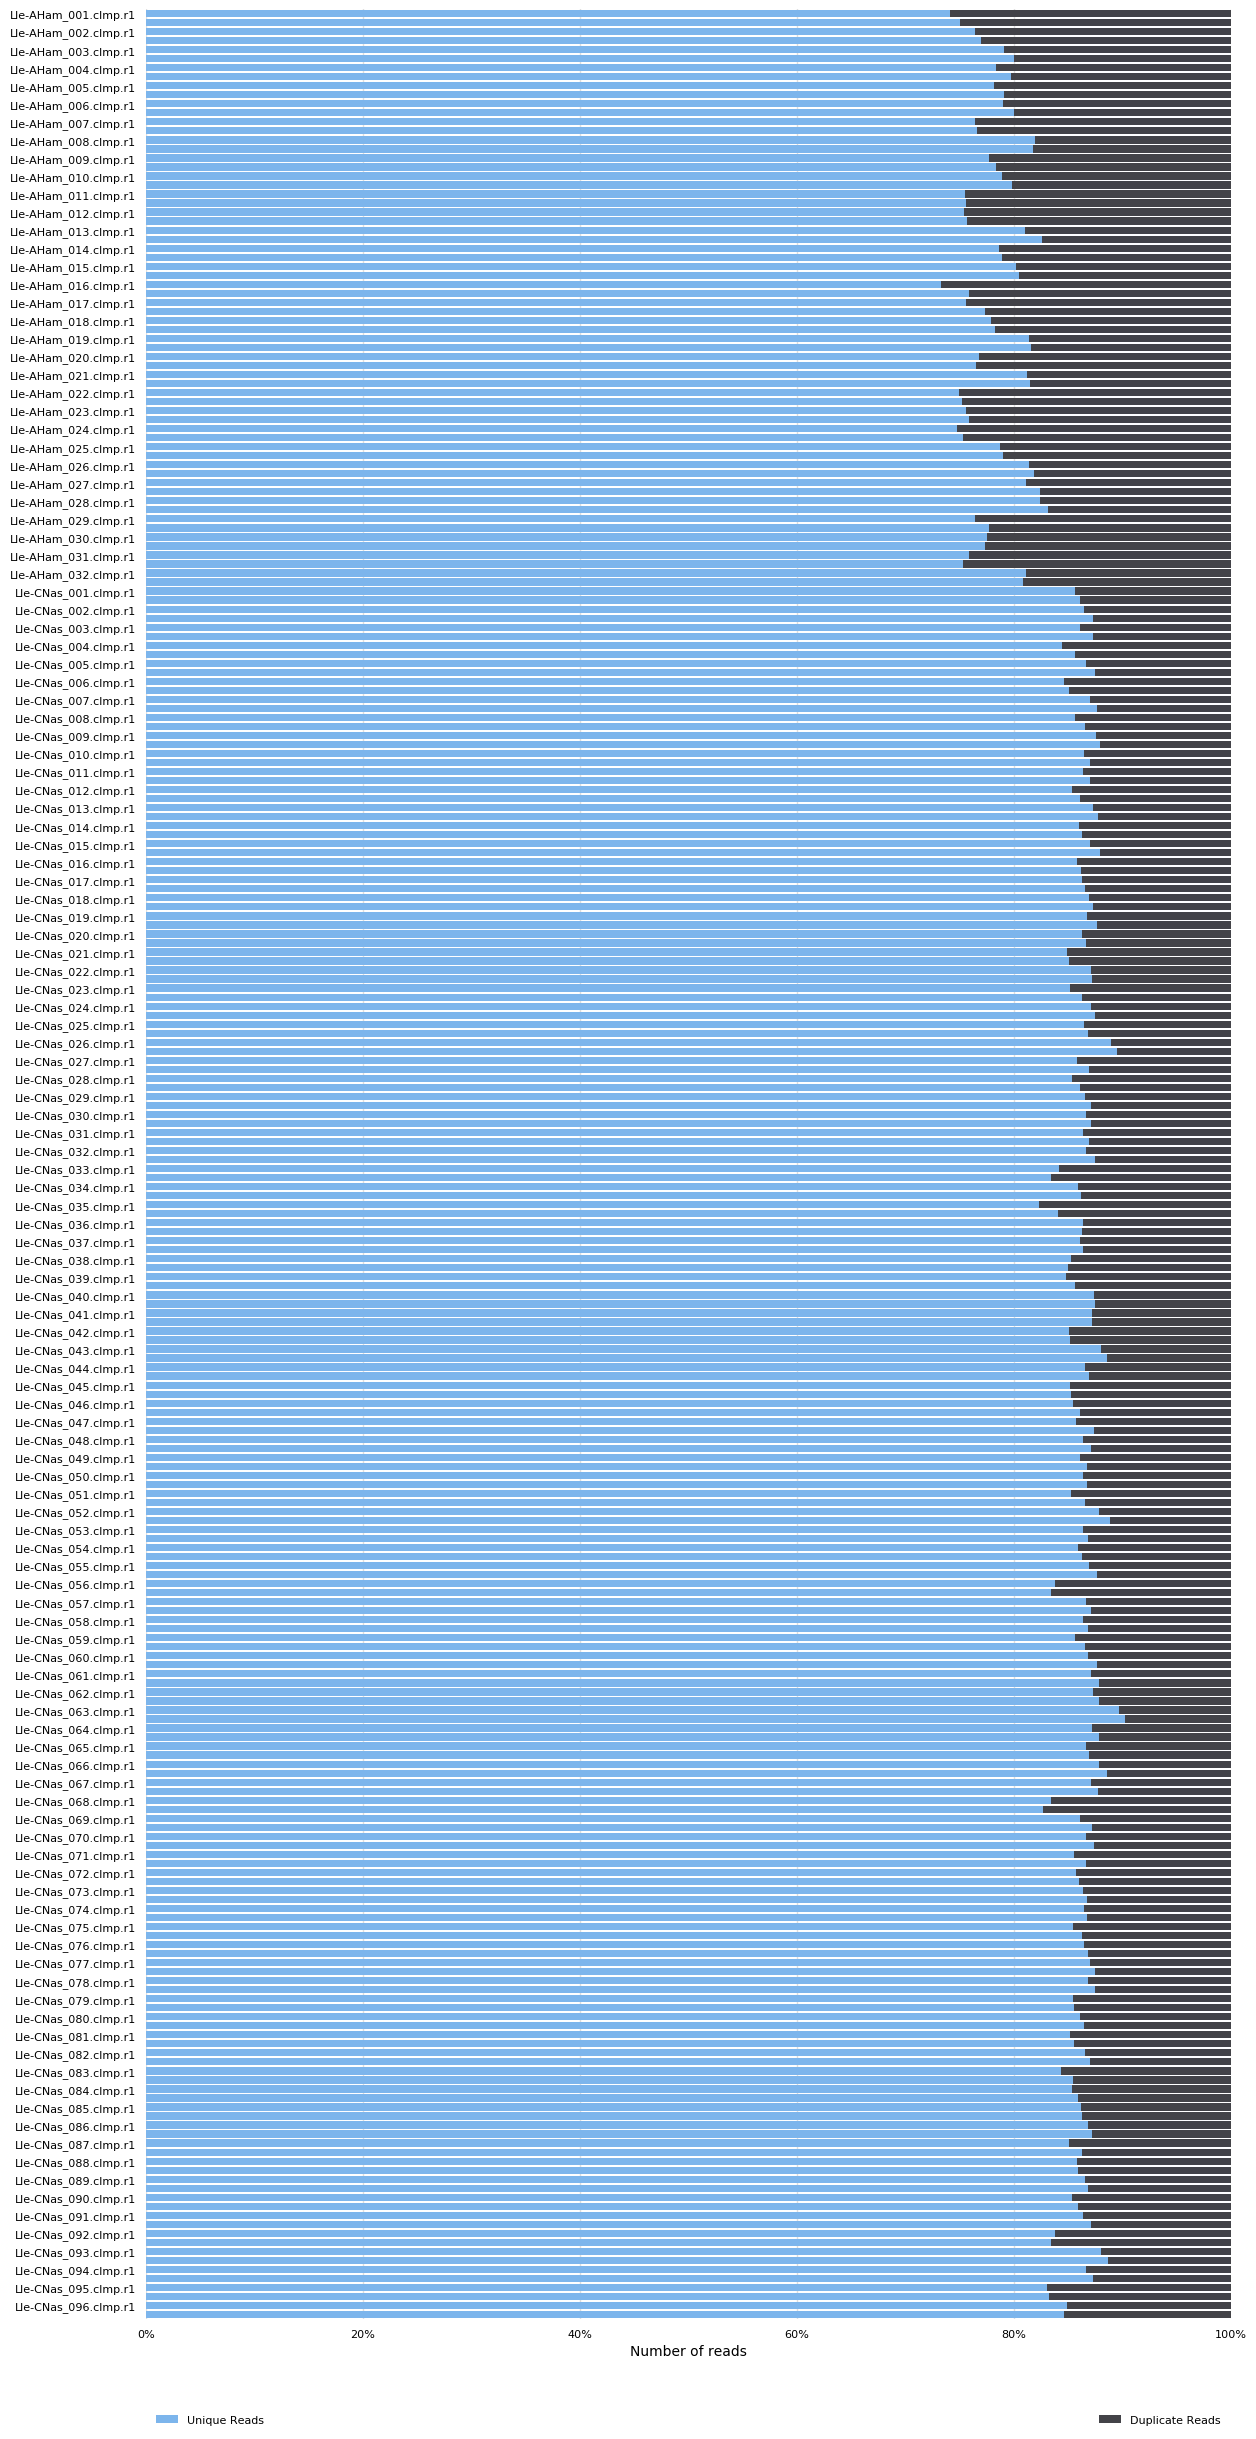 Lle-AHam_001.clmp.r1
Lle-AHam_002.clmp.r1
Lle-AHam_003.clmp.r1
Lle-AHam_004.clmp.r1
Lle-AHam_005.clmp.r1
Lle-AHam_006.clmp.r1
Lle-AHam_007.clmp.r1
Lle-AHam_008.clmp.r1
Lle-AHam_009.clmp.r1
Lle-AHam_010.clmp.r1
Lle-AHam_011.clmp.r1
Lle-AHam_012.clmp.r1
Lle-AHam_013.clmp.r1
Lle-AHam_014.clmp.r1
Lle-AHam_015.clmp.r1
Lle-AHam_016.clmp.r1
Lle-AHam_017.clmp.r1
Lle-AHam_018.clmp.r1
Lle-AHam_019.clmp.r1
Lle-AHam_020.clmp.r1
Lle-AHam_021.clmp.r1
Lle-AHam_022.clmp.r1
Lle-AHam_023.clmp.r1
Lle-AHam_024.clmp.r1
Lle-AHam_025.clmp.r1
Lle-AHam_026.clmp.r1
Lle-AHam_027.clmp.r1
Lle-AHam_028.clmp.r1
Lle-AHam_029.clmp.r1
Lle-AHam_030.clmp.r1
Lle-AHam_031.clmp.r1
Lle-AHam_032.clmp.r1
Lle-CNas_001.clmp.r1
Lle-CNas_002.clmp.r1
Lle-CNas_003.clmp.r1
Lle-CNas_004.clmp.r1
Lle-CNas_005.clmp.r1
Lle-CNas_006.clmp.r1
Lle-CNas_007.clmp.r1
Lle-CNas_008.clmp.r1
Lle-CNas_009.clmp.r1
Lle-CNas_010.clmp.r1
Lle-CNas_011.clmp.r1
Lle-CNas_012.clmp.r1
Lle-CNas_013.clmp.r1
Lle-CNas_014.clmp.r1
Lle-CNas_015.clmp.r1
Lle-CNas_016.clmp.r1
Lle-CNas_017.clmp.r1
Lle-CNas_018.clmp.r1
Lle-CNas_019.clmp.r1
Lle-CNas_020.clmp.r1
Lle-CNas_021.clmp.r1
Lle-CNas_022.clmp.r1
Lle-CNas_023.clmp.r1
Lle-CNas_024.clmp.r1
Lle-CNas_025.clmp.r1
Lle-CNas_026.clmp.r1
Lle-CNas_027.clmp.r1
Lle-CNas_028.clmp.r1
Lle-CNas_029.clmp.r1
Lle-CNas_030.clmp.r1
Lle-CNas_031.clmp.r1
Lle-CNas_032.clmp.r1
Lle-CNas_033.clmp.r1
Lle-CNas_034.clmp.r1
Lle-CNas_035.clmp.r1
Lle-CNas_036.clmp.r1
Lle-CNas_037.clmp.r1
Lle-CNas_038.clmp.r1
Lle-CNas_039.clmp.r1
Lle-CNas_040.clmp.r1
Lle-CNas_041.clmp.r1
Lle-CNas_042.clmp.r1
Lle-CNas_043.clmp.r1
Lle-CNas_044.clmp.r1
Lle-CNas_045.clmp.r1
Lle-CNas_046.clmp.r1
Lle-CNas_047.clmp.r1
Lle-CNas_048.clmp.r1
Lle-CNas_049.clmp.r1
Lle-CNas_050.clmp.r1
Lle-CNas_051.clmp.r1
Lle-CNas_052.clmp.r1
Lle-CNas_053.clmp.r1
Lle-CNas_054.clmp.r1
Lle-CNas_055.clmp.r1
Lle-CNas_056.clmp.r1
Lle-CNas_057.clmp.r1
Lle-CNas_058.clmp.r1
Lle-CNas_059.clmp.r1
Lle-CNas_060.clmp.r1
Lle-CNas_061.clmp.r1
Lle-CNas_062.clmp.r1
Lle-CNas_063.clmp.r1
Lle-CNas_064.clmp.r1
Lle-CNas_065.clmp.r1
Lle-CNas_066.clmp.r1
Lle-CNas_067.clmp.r1
Lle-CNas_068.clmp.r1
Lle-CNas_069.clmp.r1
Lle-CNas_070.clmp.r1
Lle-CNas_071.clmp.r1
Lle-CNas_072.clmp.r1
Lle-CNas_073.clmp.r1
Lle-CNas_074.clmp.r1
Lle-CNas_075.clmp.r1
Lle-CNas_076.clmp.r1
Lle-CNas_077.clmp.r1
Lle-CNas_078.clmp.r1
Lle-CNas_079.clmp.r1
Lle-CNas_080.clmp.r1
Lle-CNas_081.clmp.r1
Lle-CNas_082.clmp.r1
Lle-CNas_083.clmp.r1
Lle-CNas_084.clmp.r1
Lle-CNas_085.clmp.r1
Lle-CNas_086.clmp.r1
Lle-CNas_087.clmp.r1
Lle-CNas_088.clmp.r1
Lle-CNas_089.clmp.r1
Lle-CNas_090.clmp.r1
Lle-CNas_091.clmp.r1
Lle-CNas_092.clmp.r1
Lle-CNas_093.clmp.r1
Lle-CNas_094.clmp.r1
Lle-CNas_095.clmp.r1
Lle-CNas_096.clmp.r1
0% 20% 40% 60% 80% 100%
Number of reads
Unique Reads Duplicate Reads